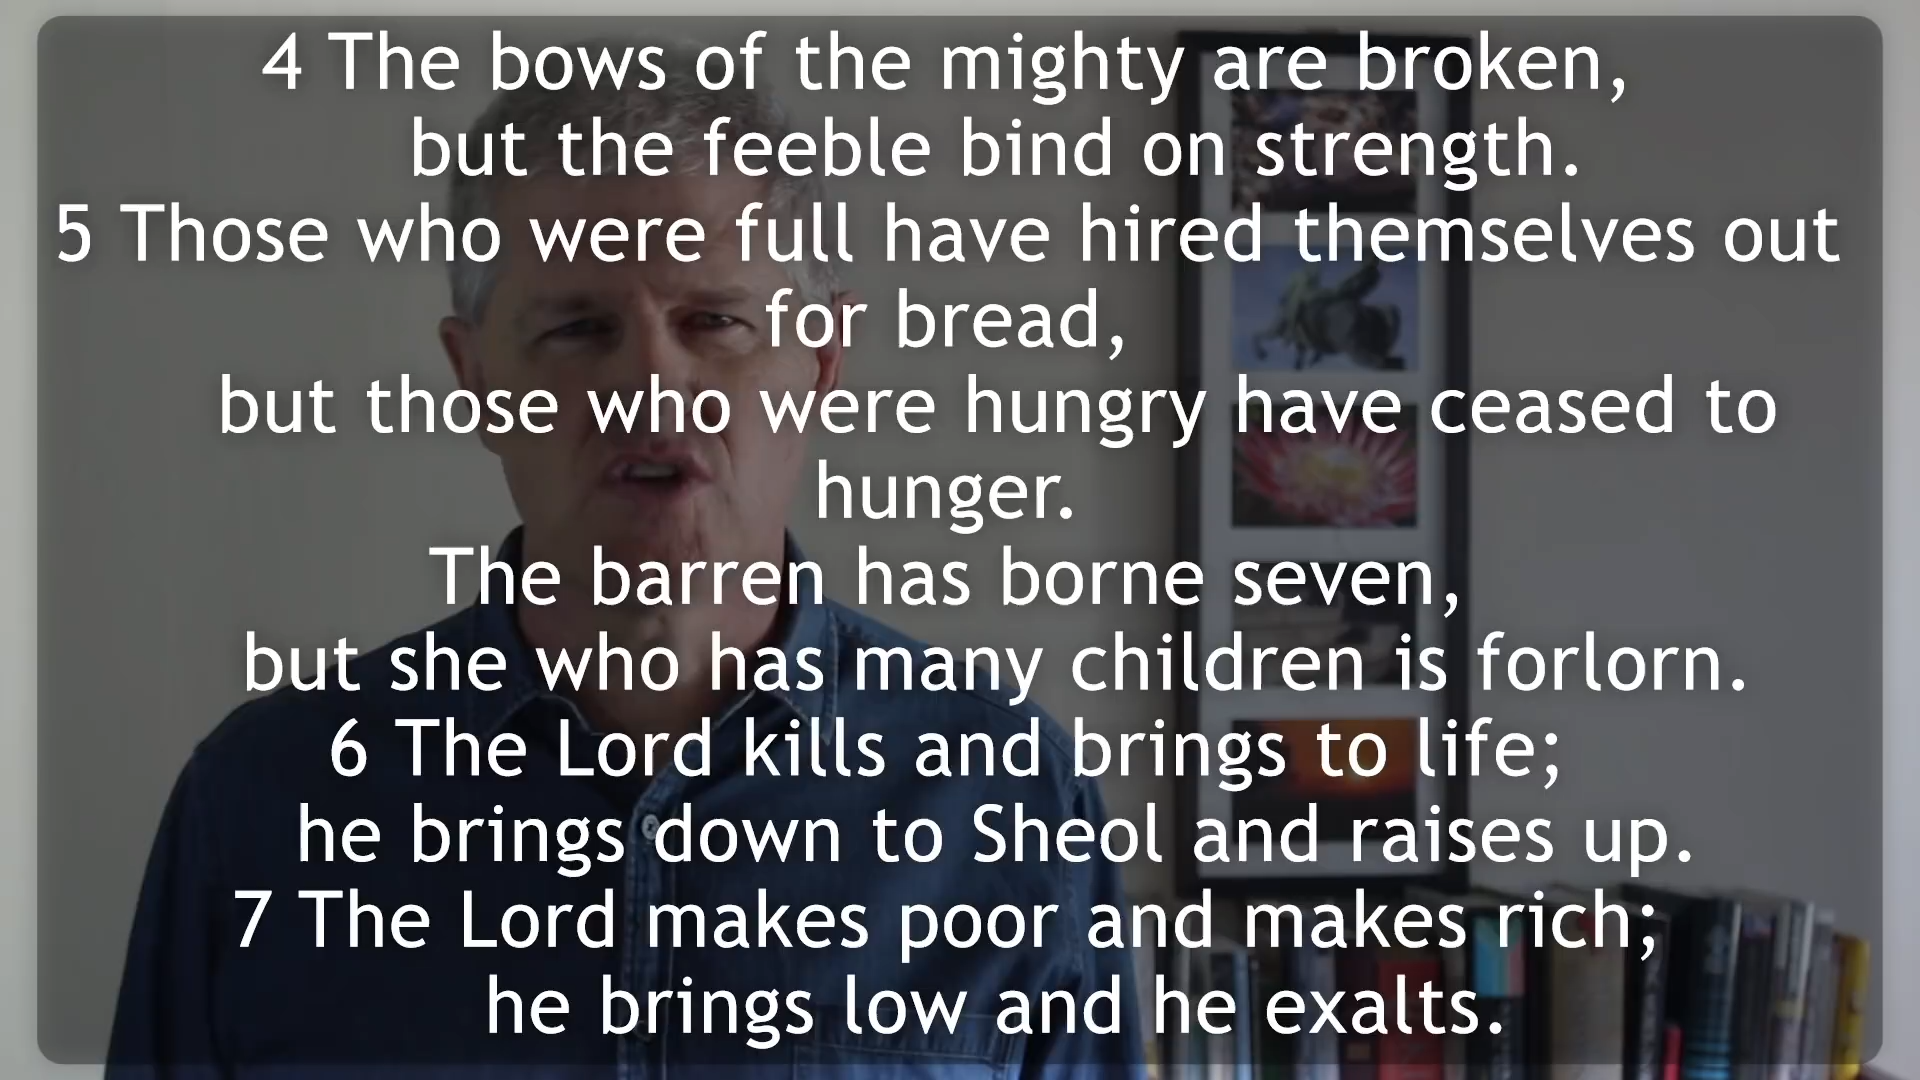 4 The bows of the mighty are broken,
but the feeble bind on strength.
5 Those who were full have hired themselves out
for bread,
but those who were hungry have ceased to
hunger.
The barren has borne seven,
but she who has many children is forlorn.
6 The Lord kills and brings to life;
he brings down to Sheol and raises up.
7 The Lord makes poor and makes rich;
he brings low and he exalts.